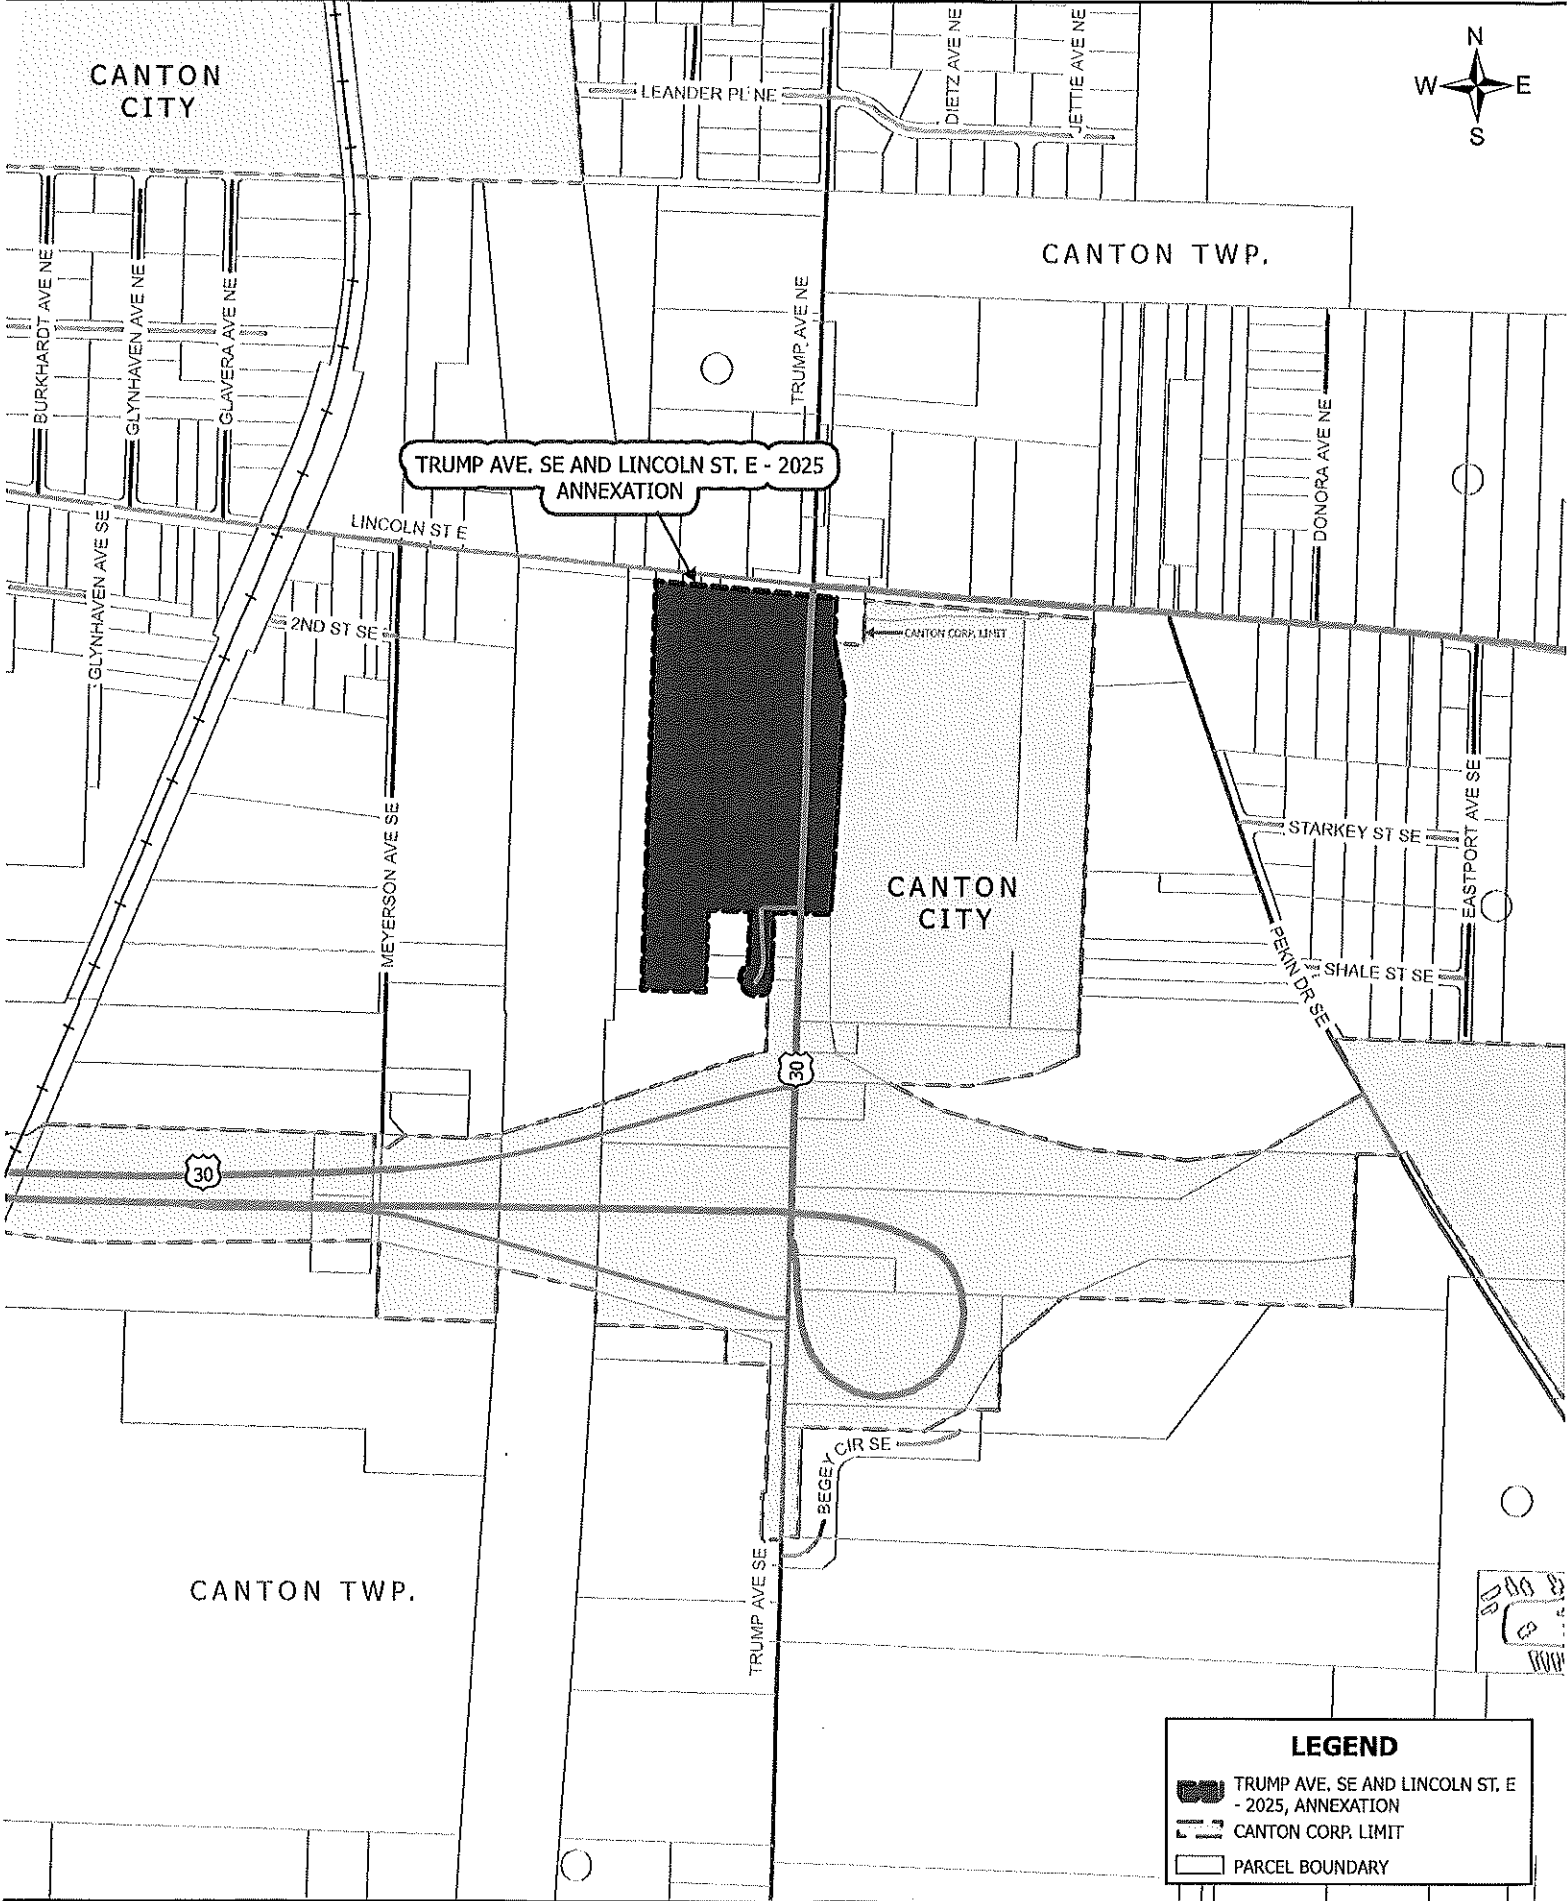 N
W E
S
CANTON
CITY
LEANDER PL NE
DIETZ AVE NE
JETTIE AVE NE
CANTON TWP.
BURKHARDT AVE NE
GLYNHAVEN AVE NE
GLAVERA AVE NE
TRUMP AVE NE
DONORA AVE NE
TRUMP AVE. SE AND LINCOLN ST. E - 2025
ANNEXATION
LINCOLN ST E
GLYNHAVEN AVE SE
2ND ST SE
CANTON CORP. LIMIT
MEYERSON AVE SE
CANTON
CITY
STARKEY ST SE
EASTPORT AVE SE
PEKIN DR SE
SHALE ST SE
30
30
BEGEY CIR SE
TRUMP AVE SE
CANTON TWP.
LEGEND
TRUMP AVE. SE AND LINCOLN ST. E
- 2025, ANNEXATION
CANTON CORP. LIMIT
PARCEL BOUNDARY